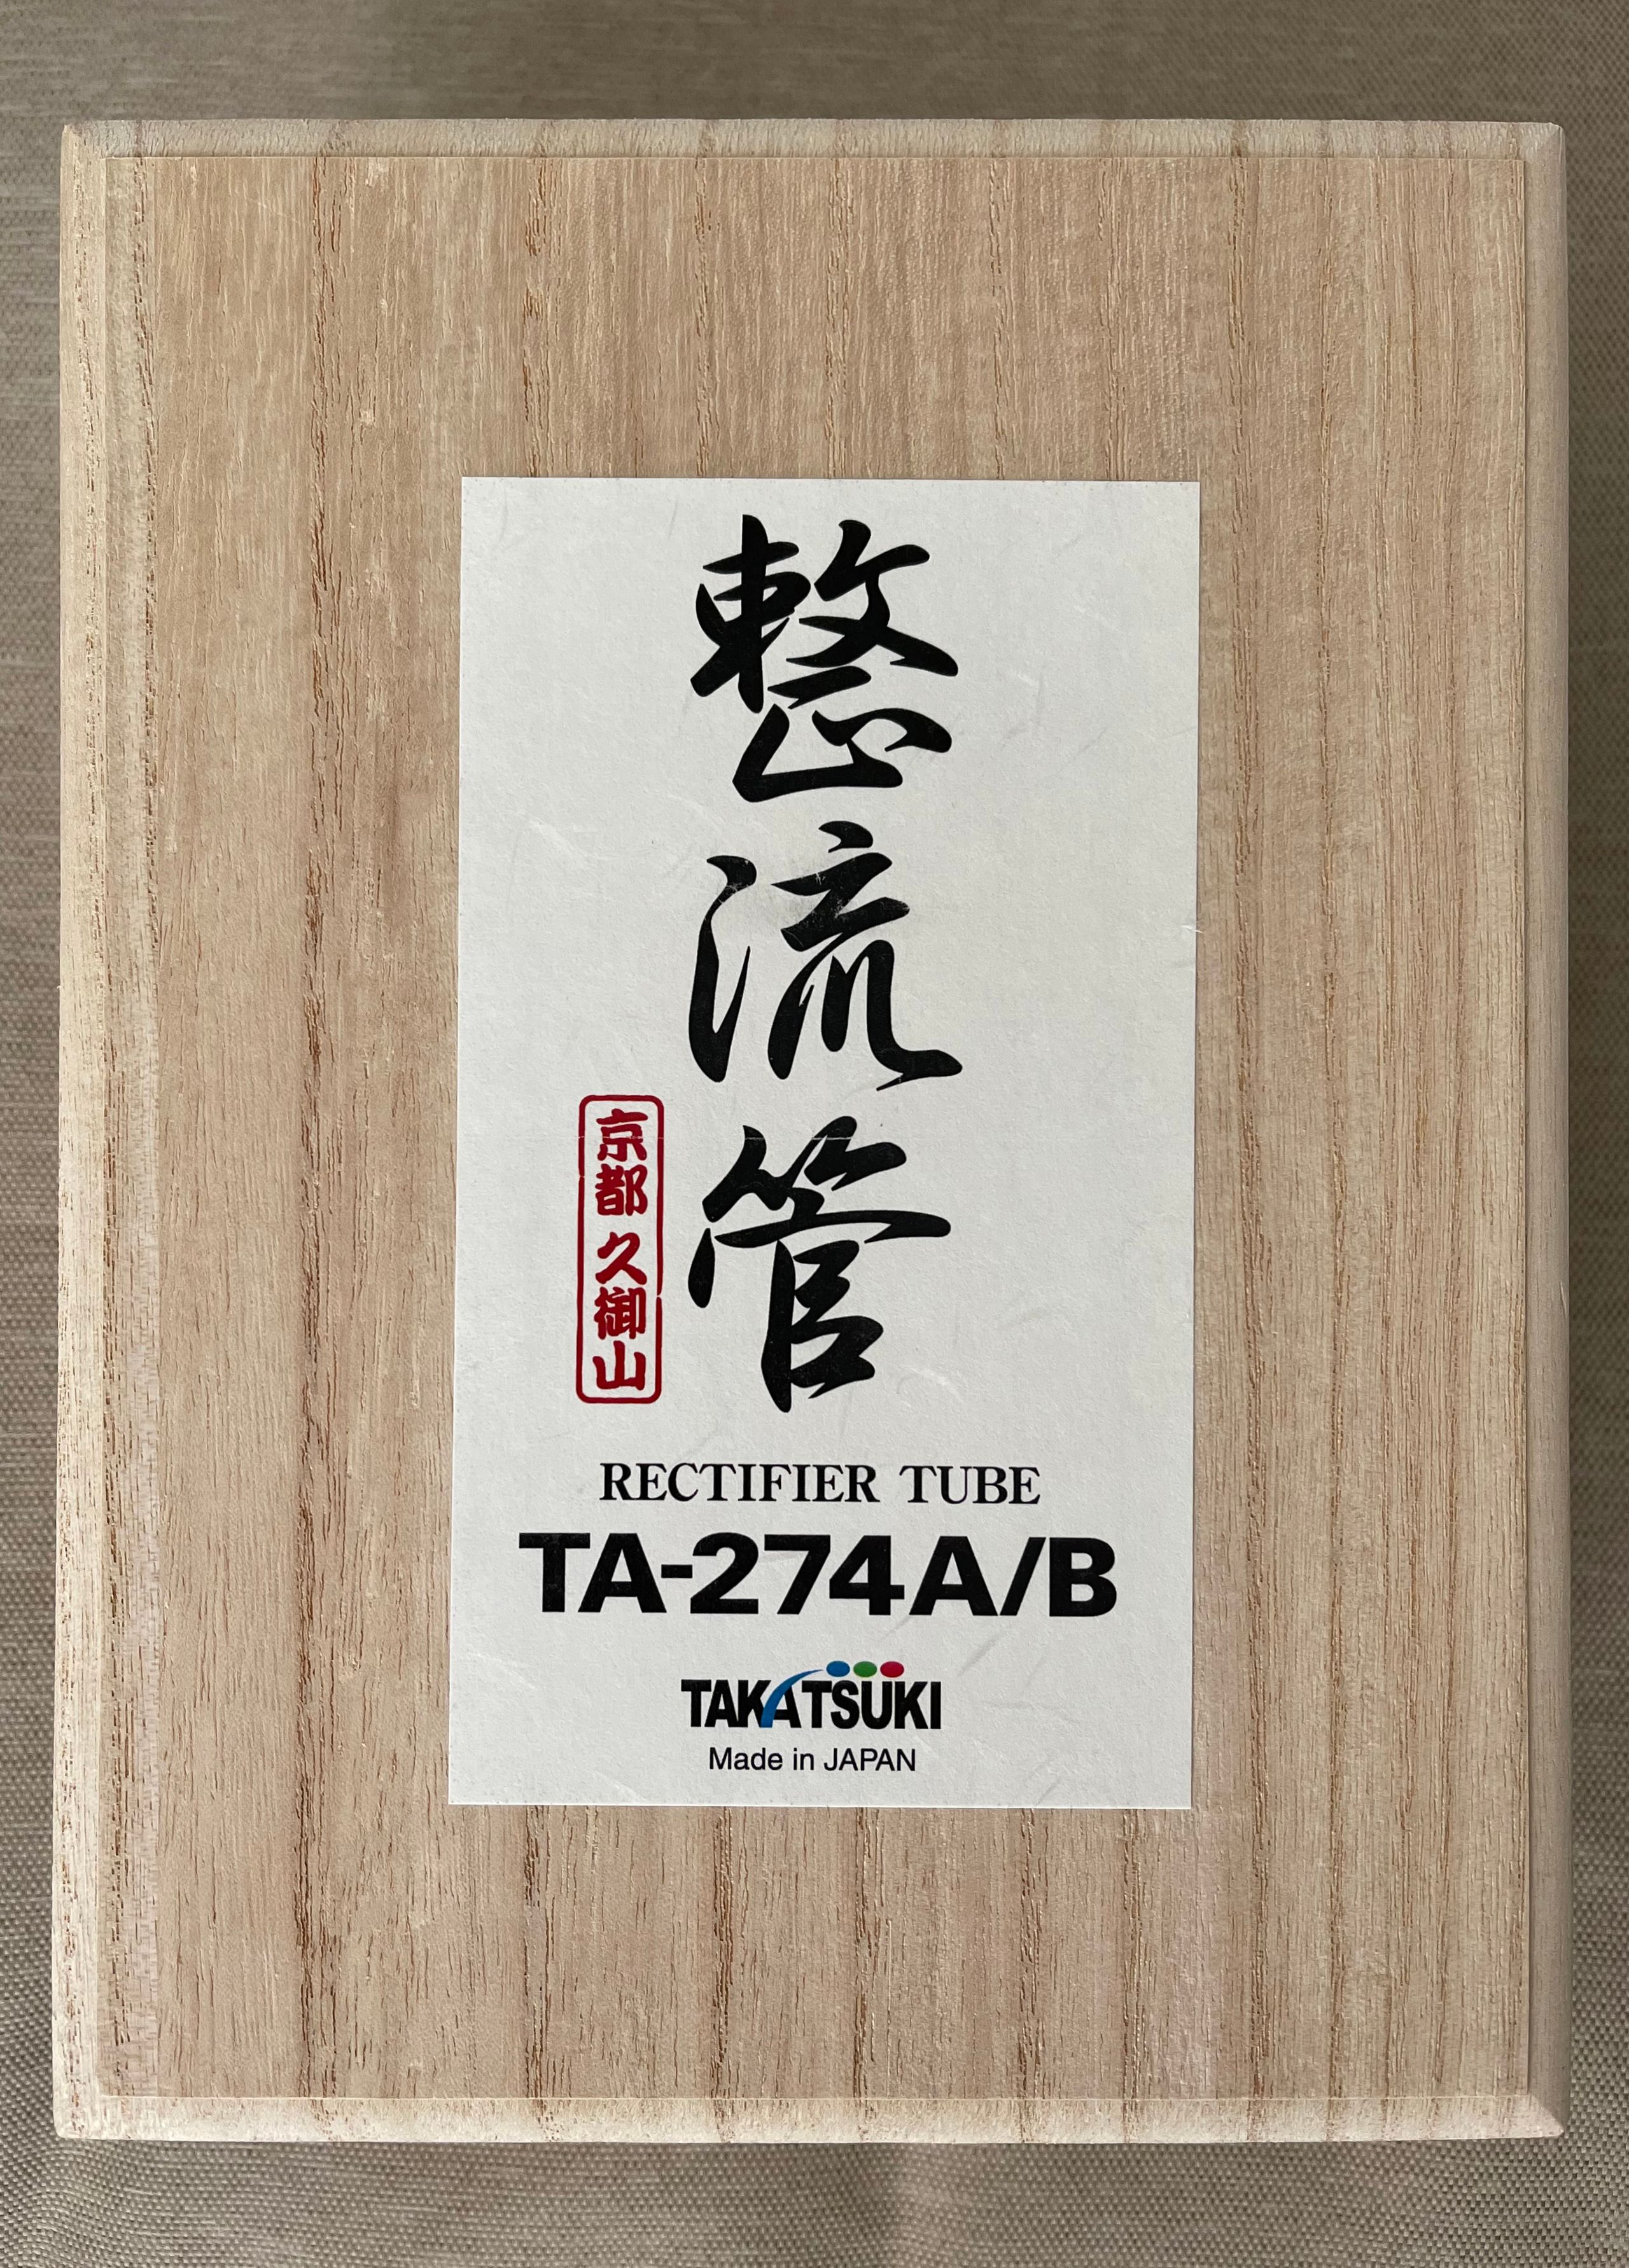 整流管
京都 久御山
RECTIFIER TUBE
TA-274A/B
TAKATSUKI
Made in JAPAN